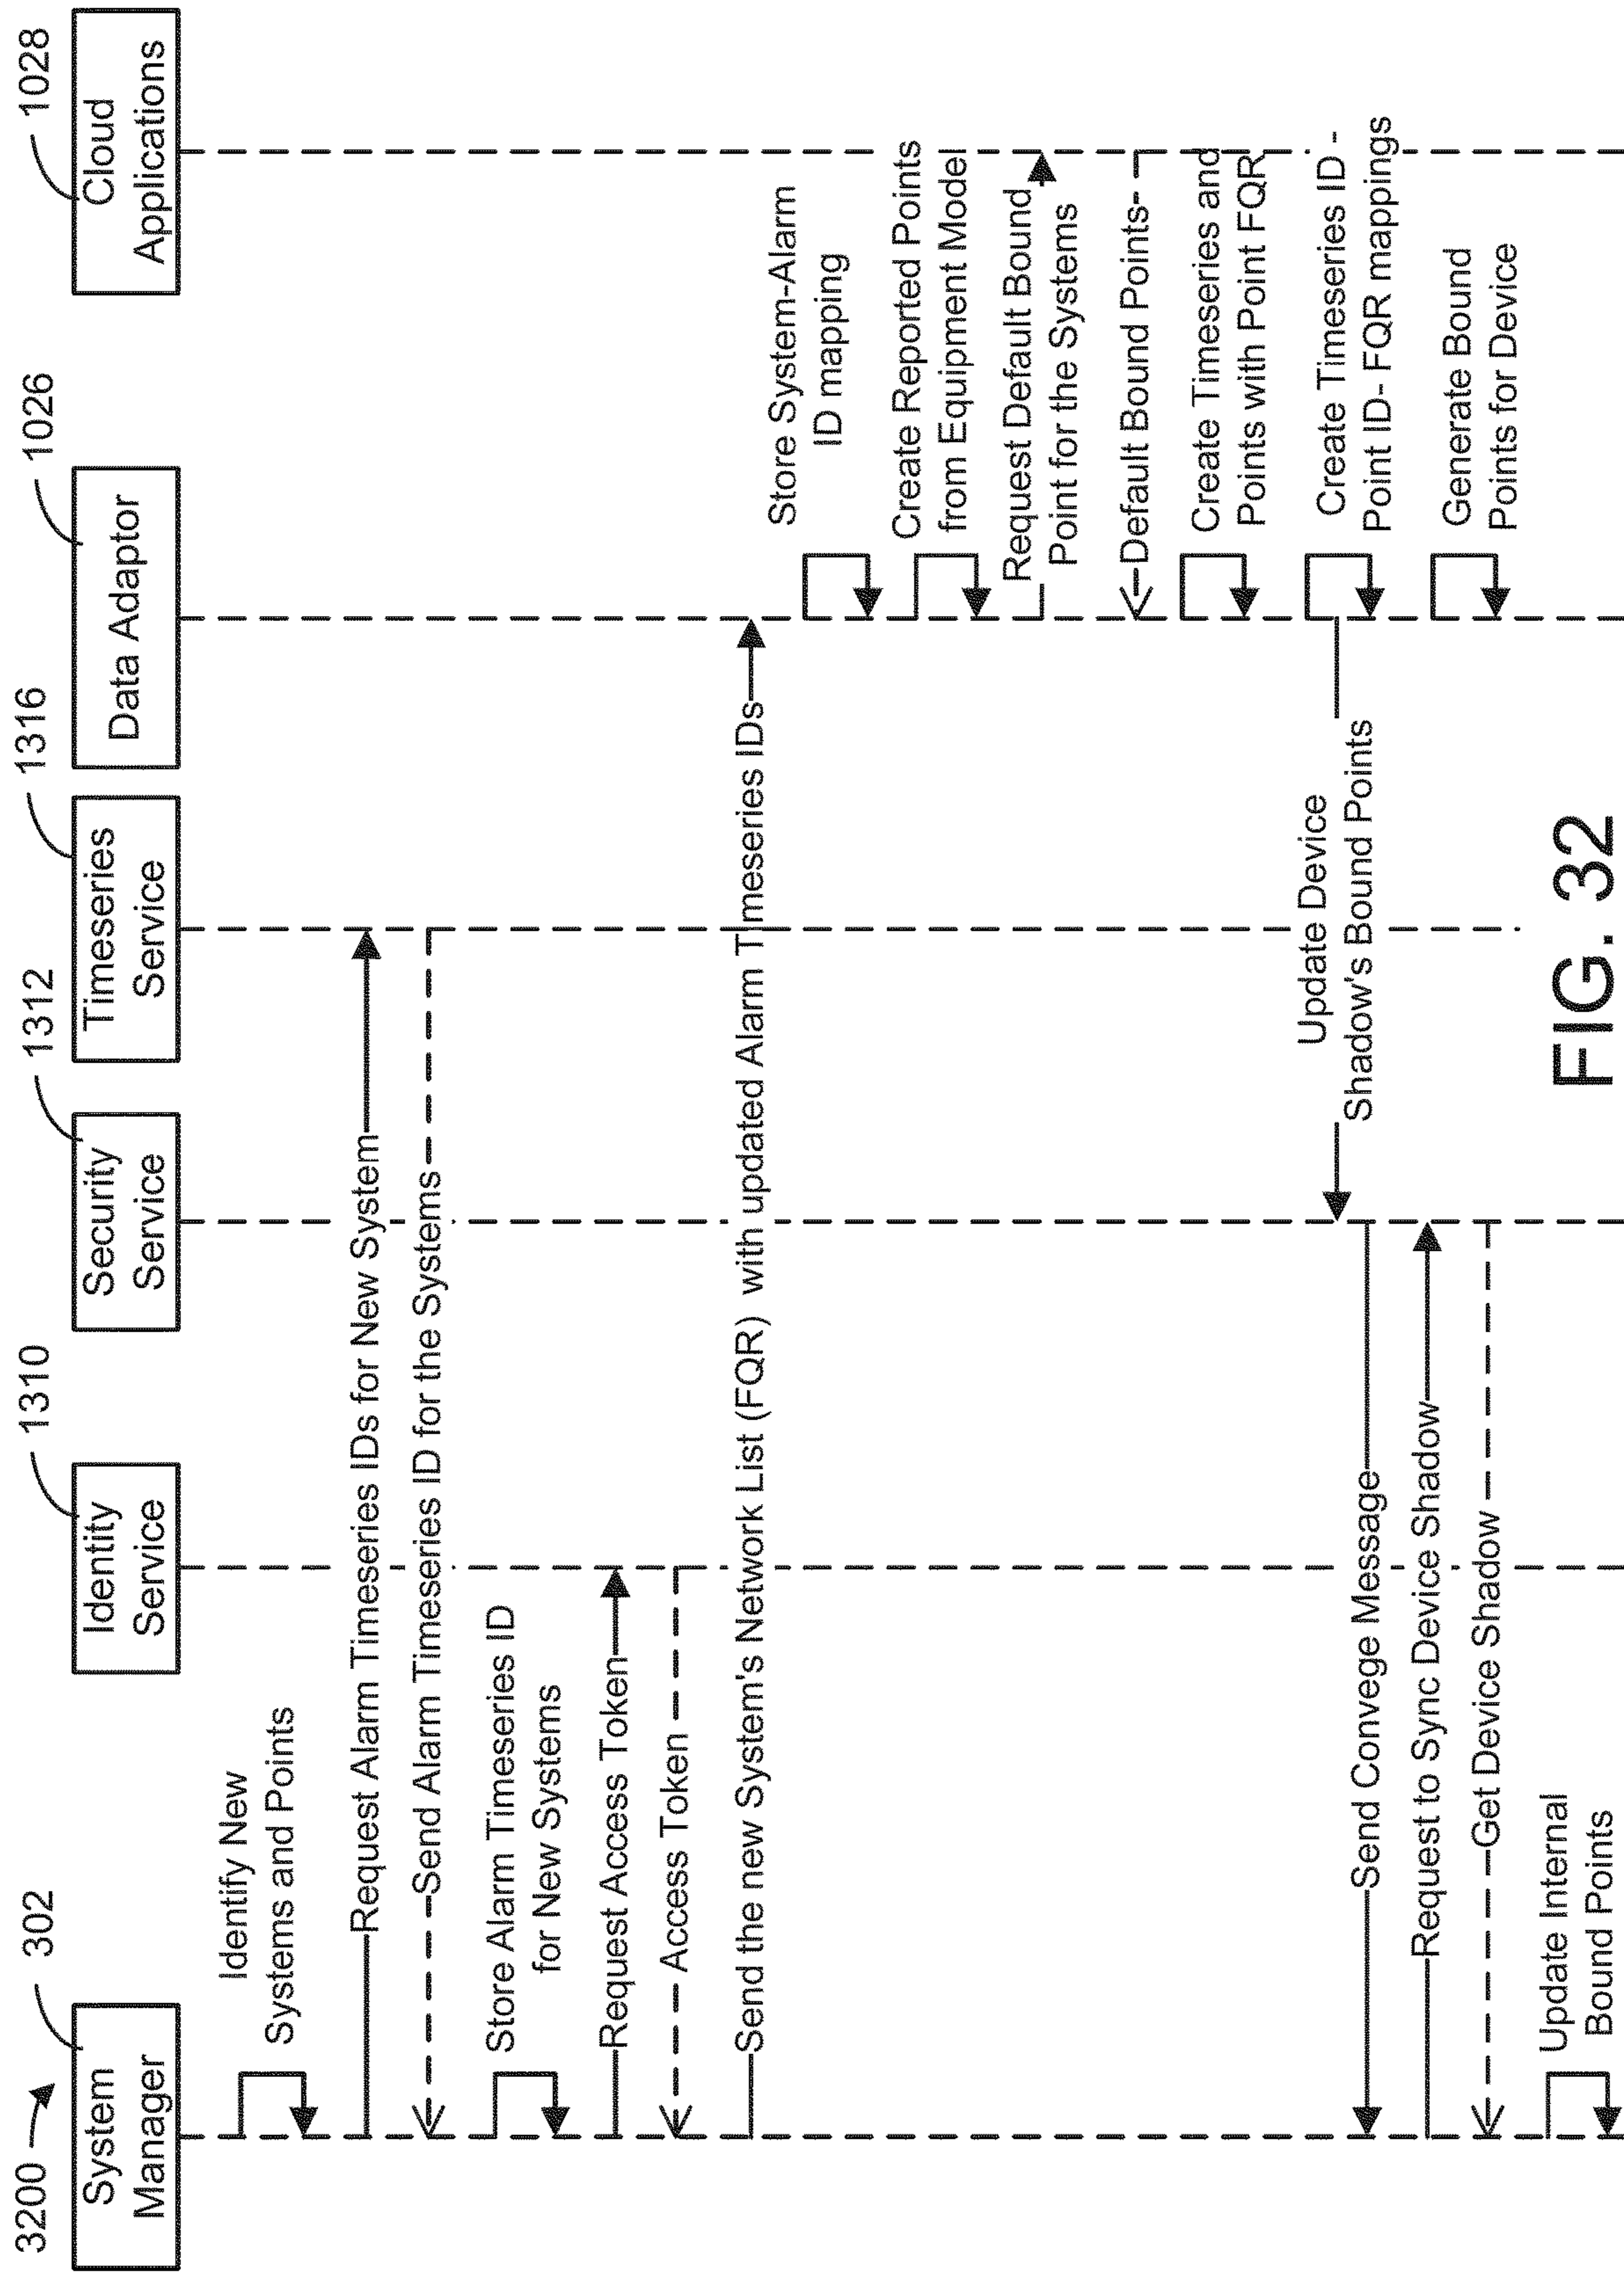 3200
302
1310
1312
1316
1026
1028
System
Manager
Identity
Service
Security
Service
Timeseries
Service
Data Adaptor
Cloud
Applications
Identify New
Systems and Points
Request Alarm Timeseries IDs for New System
Send Alarm Timeseries ID for the Systems
Store Alarm Timeseries ID
for New Systems
Request Access Token
Access Token
Send the new System's Network List (FQR) with updated Alarm Timeseries IDs
Store System-Alarm
ID mapping
Create Reported Points
from Equipment Model
Request Default Bound
Point for the Systems
Default Bound Points
Create Timeseries and
Points with Point FQR
Create Timeseries ID -
Point ID- FQR mappings
Update Device
Shadow's Bound Points
Send Convege Message
Request to Sync Device Shadow
Generate Bound
Points for Device
Get Device Shadow
Update Internal
Bound Points
FIG. 32